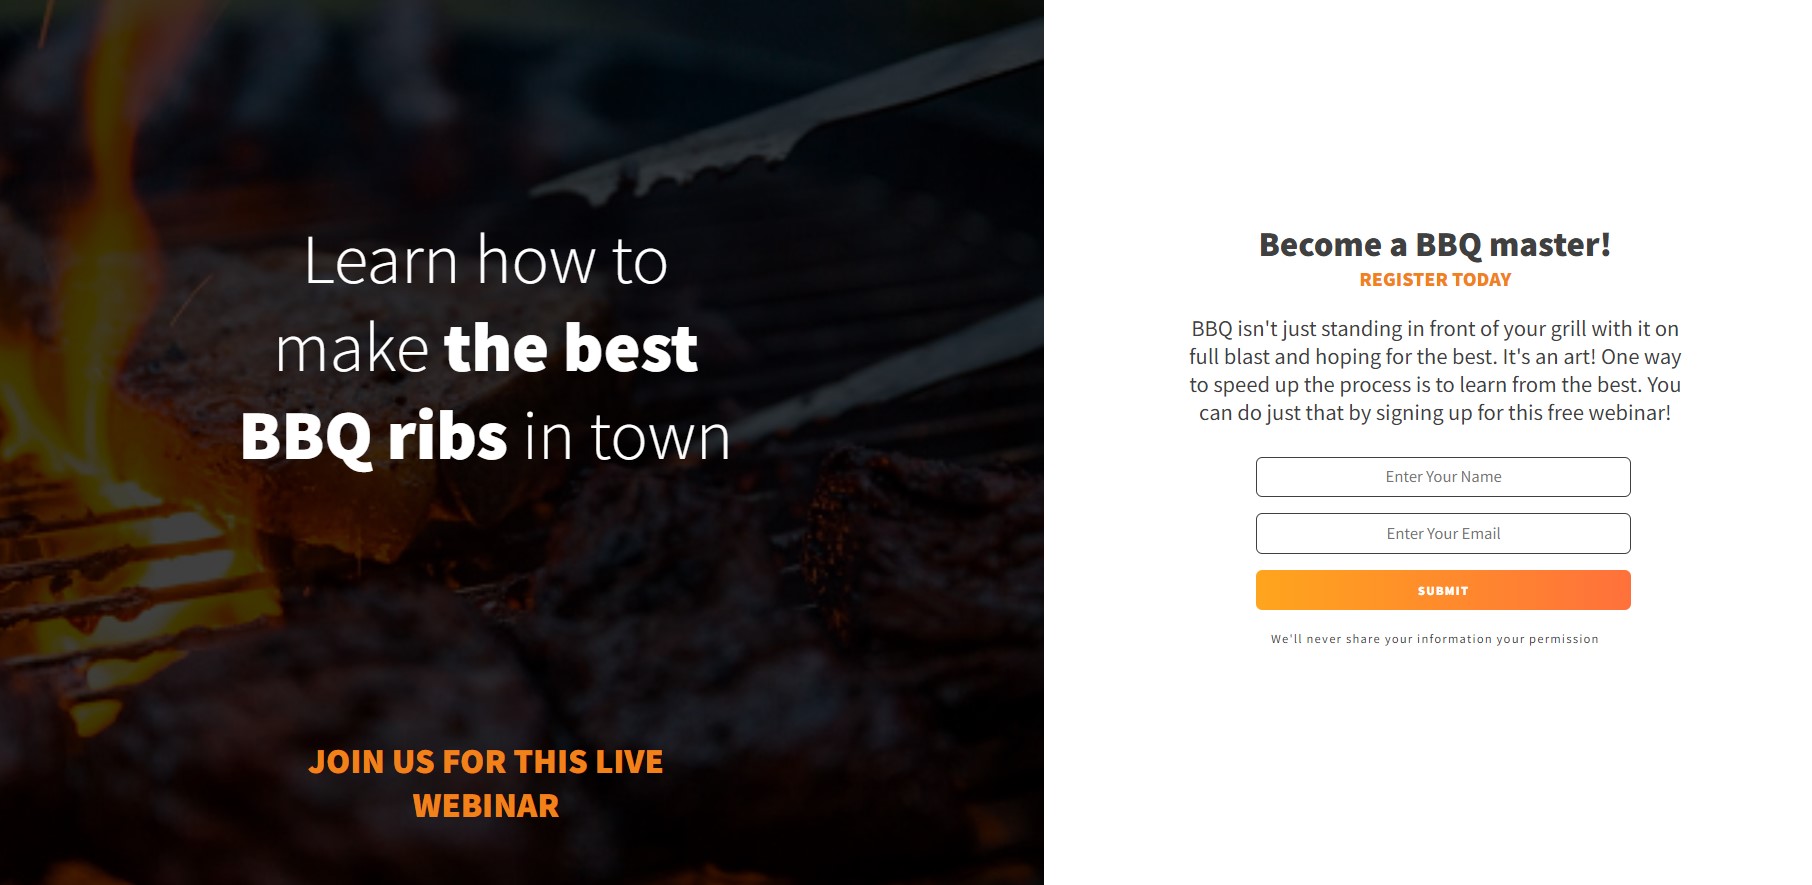 Learn how to
make the best
BBQ ribs in town
JOIN US FOR THIS LIVE
WEBINAR
Become a BBQ master!
REGISTER TODAY
BBQ isn't just standing in front of your grill with it on
full blast and hoping for the best. It's an art! One way
to speed up the process is to learn from the best. You
can do just that by signing up for this free webinar!
Enter Your Name
Enter Your Email
SUBMIT
We'll never share your information your permission